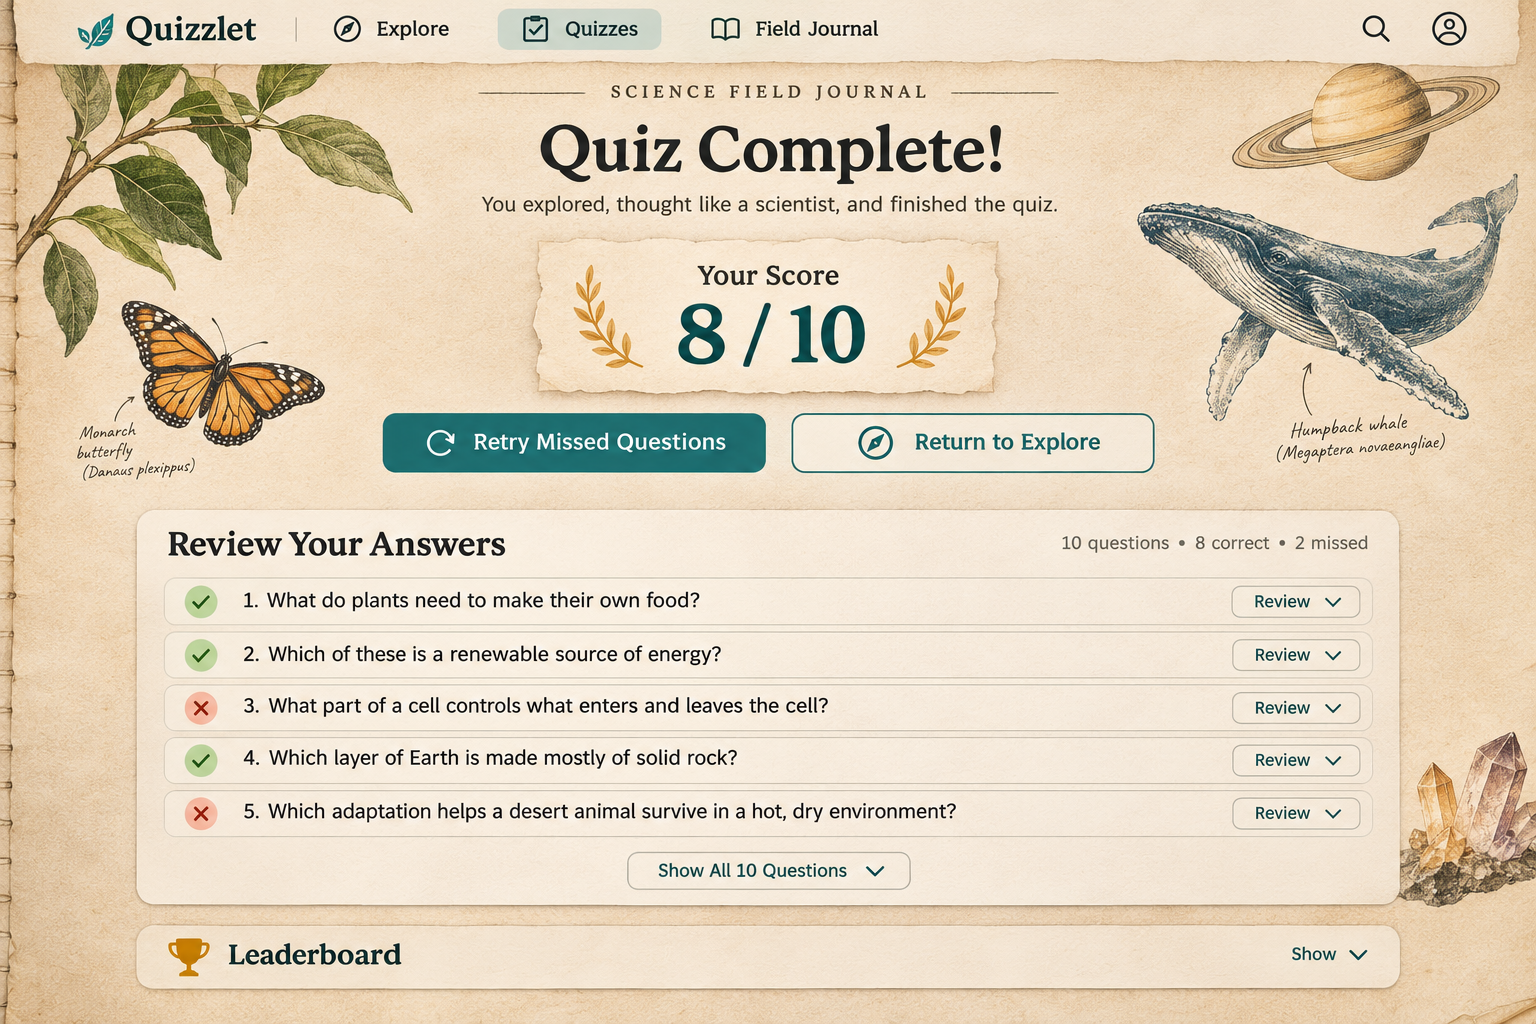 Quizzlet
Explore
Quizzes
Field Journal
SCIENCE FIELD JOURNAL
Quiz Complete!
You explored, thought like a scientist, and finished the quiz.
Your Score
8 / 10
Retry Missed Questions
Return to Explore
Monarch
butterfly
(Danaus plexippus)
Humpback whale
(Megaptera novaeangliae)
Review Your Answers
10 questions • 8 correct • 2 missed
1. What do plants need to make their own food?
Review
2. Which of these is a renewable source of energy?
Review
3. What part of a cell controls what enters and leaves the cell?
Review
4. Which layer of Earth is made mostly of solid rock?
Review
5. Which adaptation helps a desert animal survive in a hot, dry environment?
Review
Show All 10 Questions
Leaderboard
Show